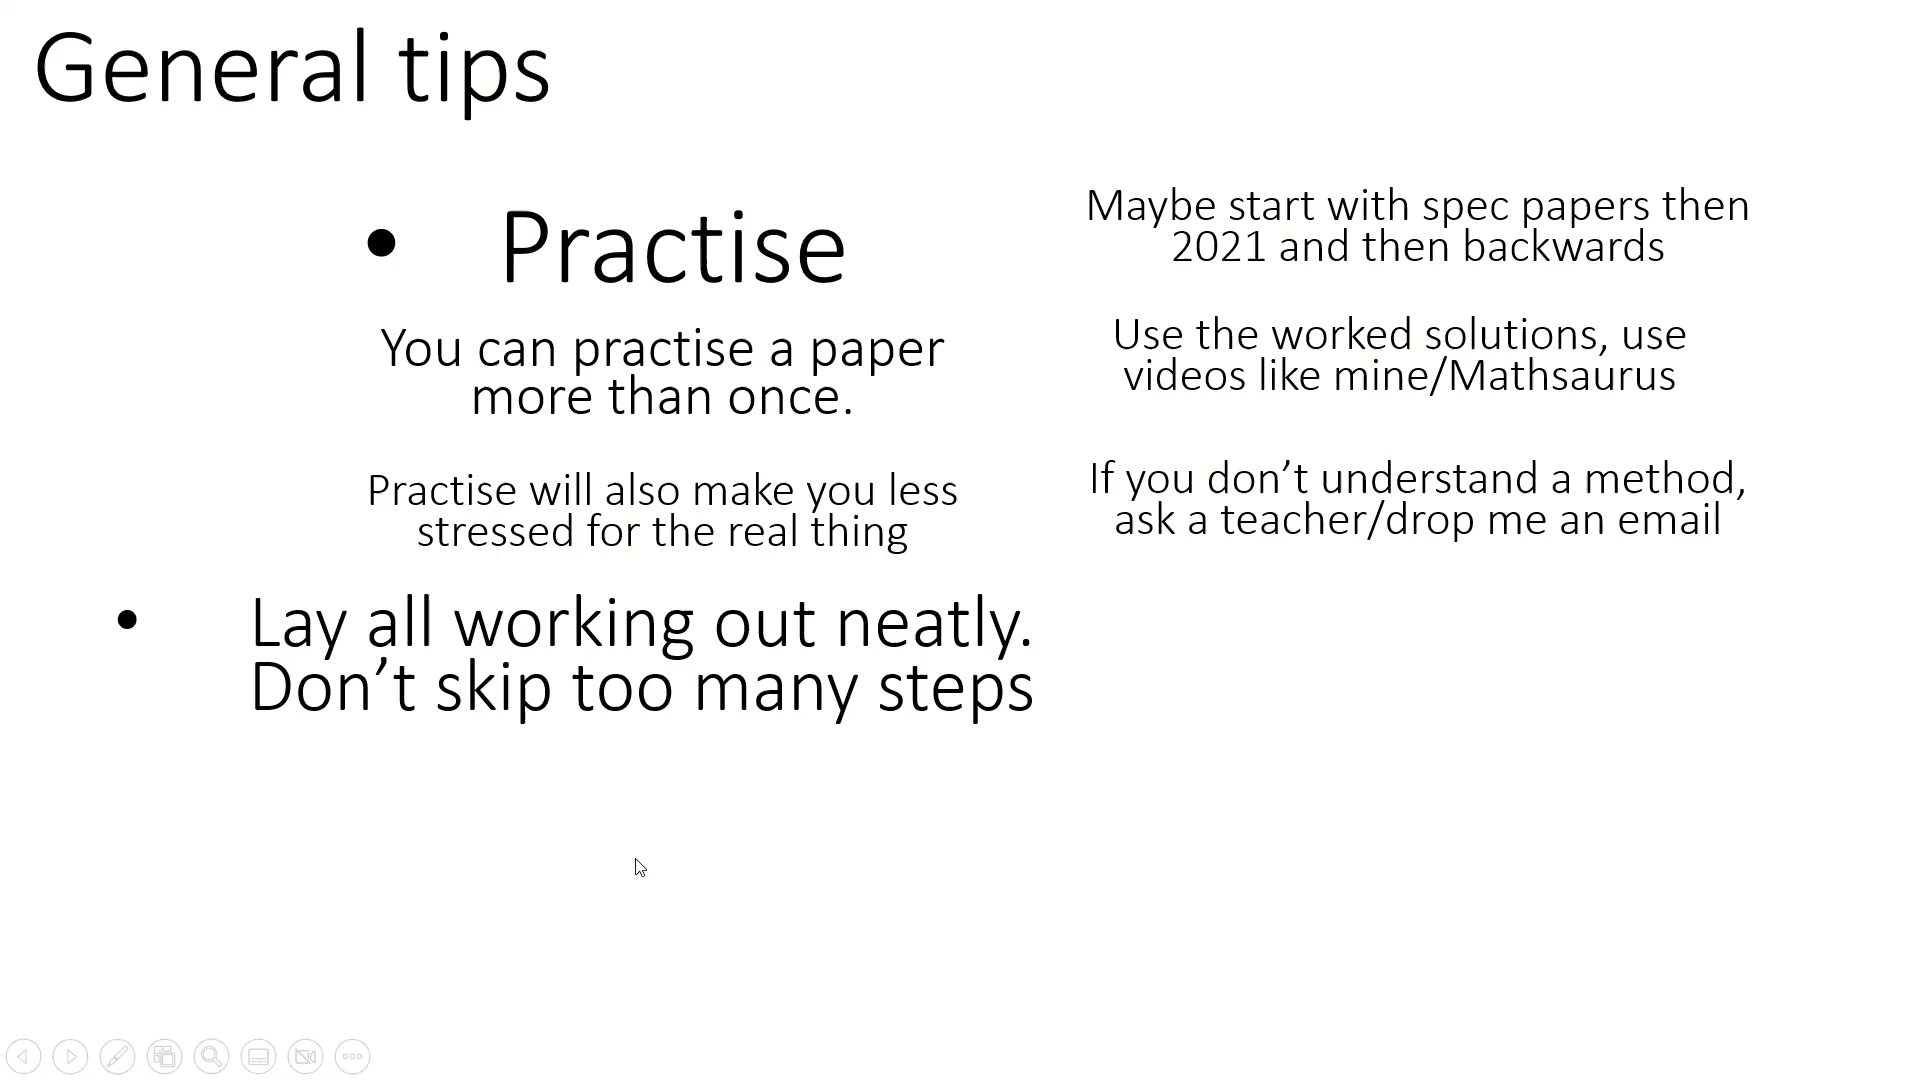 General tips
• Practise
You can practise a paper
more than once.
Practise will also make you less
stressed for the real thing
Maybe start with spec papers then
2021 and then backwards
Use the worked solutions, use
videos like mine/Mathsaurus
If you don’t understand a method,
ask a teacher/drop me an email
• Lay all working out neatly.
Don’t skip too many steps